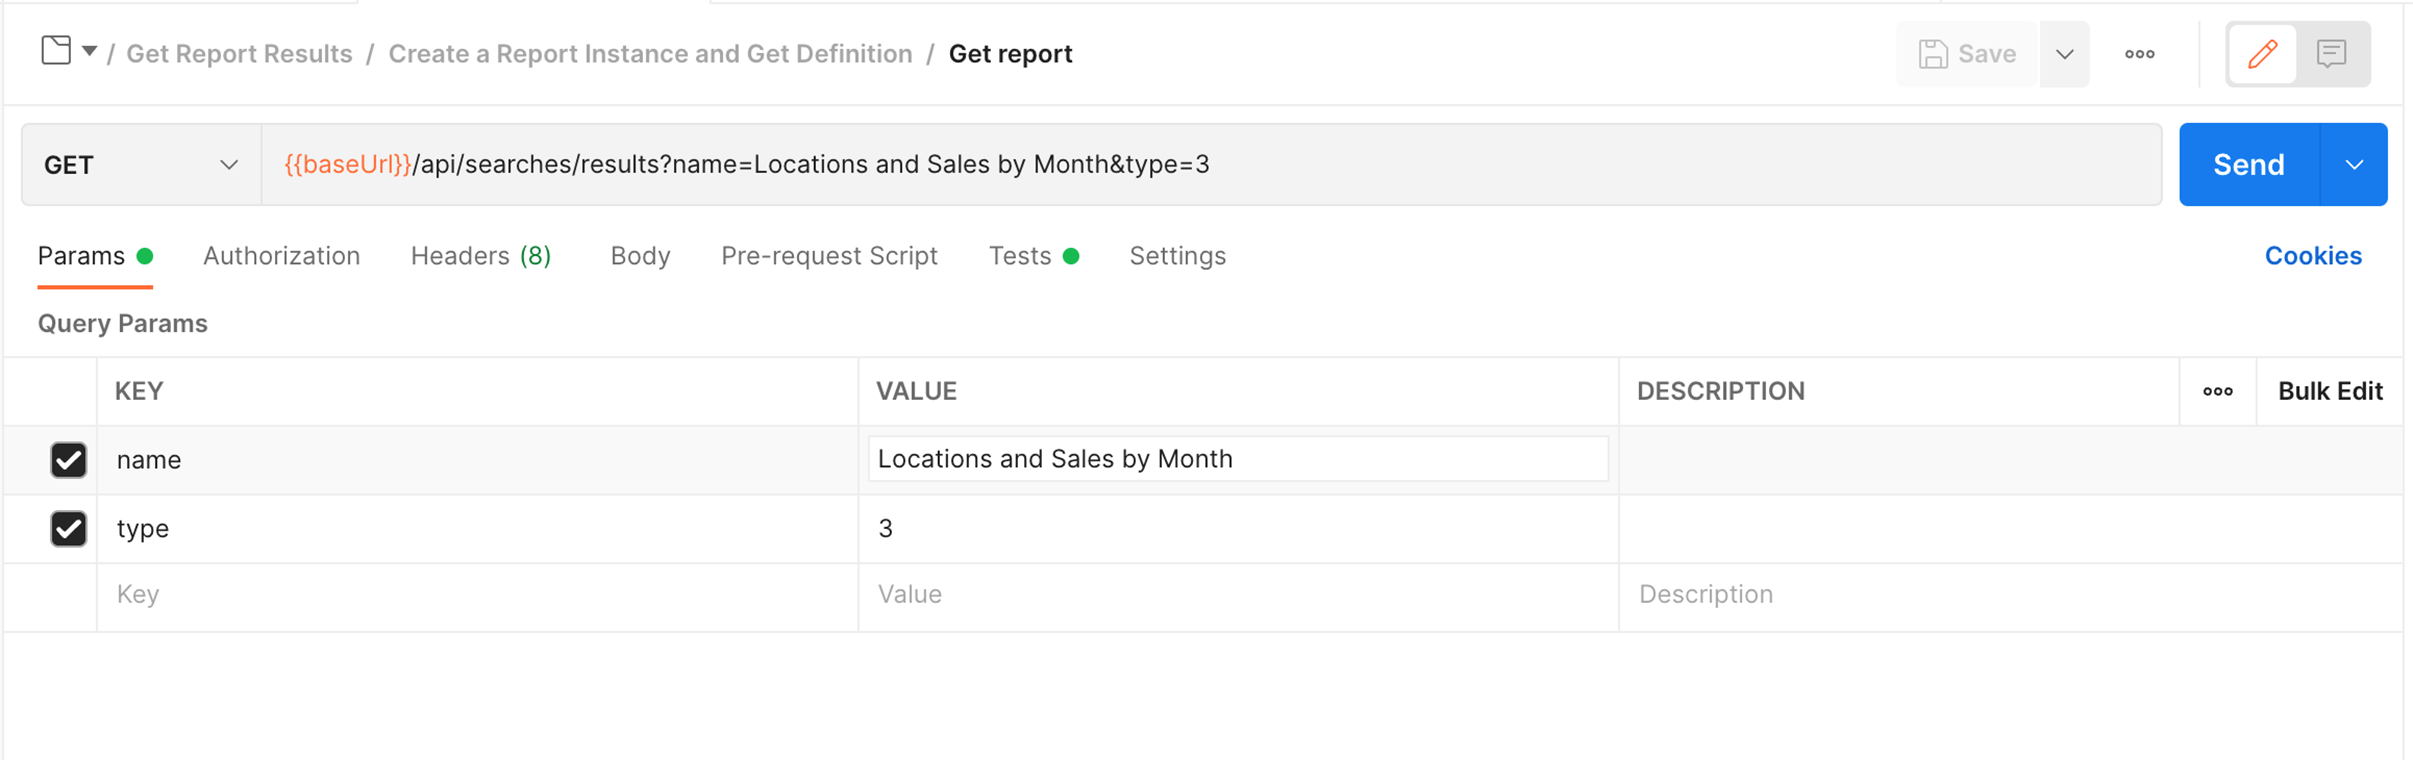 / Get Report Results / Create a Report Instance and Get Definition / Get report Save
GET {{baseUrl}}/api/searches/results?name=Locations and Sales by Month&type=3 Send
Params Authorization Headers (8) Body Pre-request Script Tests Settings Cookies
Query Params
KEY VALUE DESCRIPTION Bulk Edit
name Locations and Sales by Month
type 3
Key Value Description